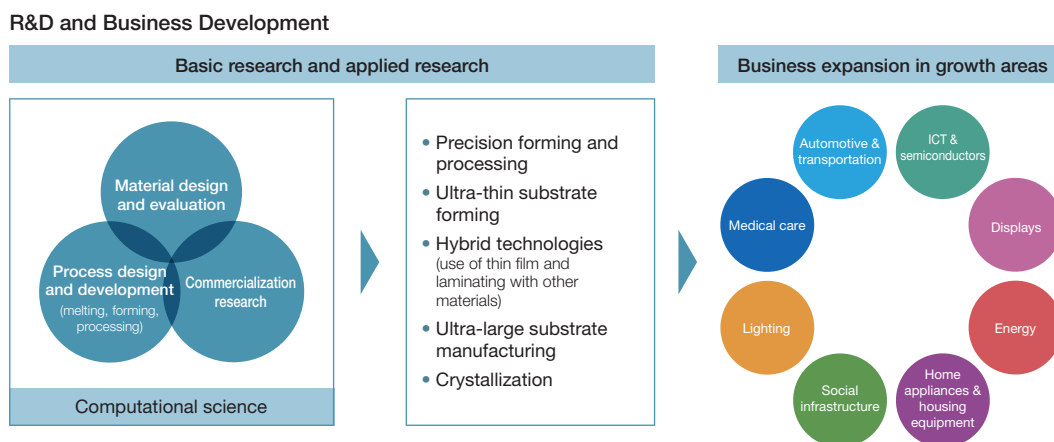 R&D and Business Development
Basic research and applied research
Material design
and evaluation
Process design
and development
(melting, forming,
processing)
Commercialization
research
Computational science
• Precision forming and
processing
• Ultra-thin substrate
forming
• Hybrid technologies
(use of thin film and
laminating with other
materials)
• Ultra-large substrate
manufacturing
• Crystallization
Business expansion in growth areas
Automotive &
transportation
ICT &
semiconductors
Medical care
Displays
Lighting
Energy
Social
infrastructure
Home
appliances &
housing
equipment